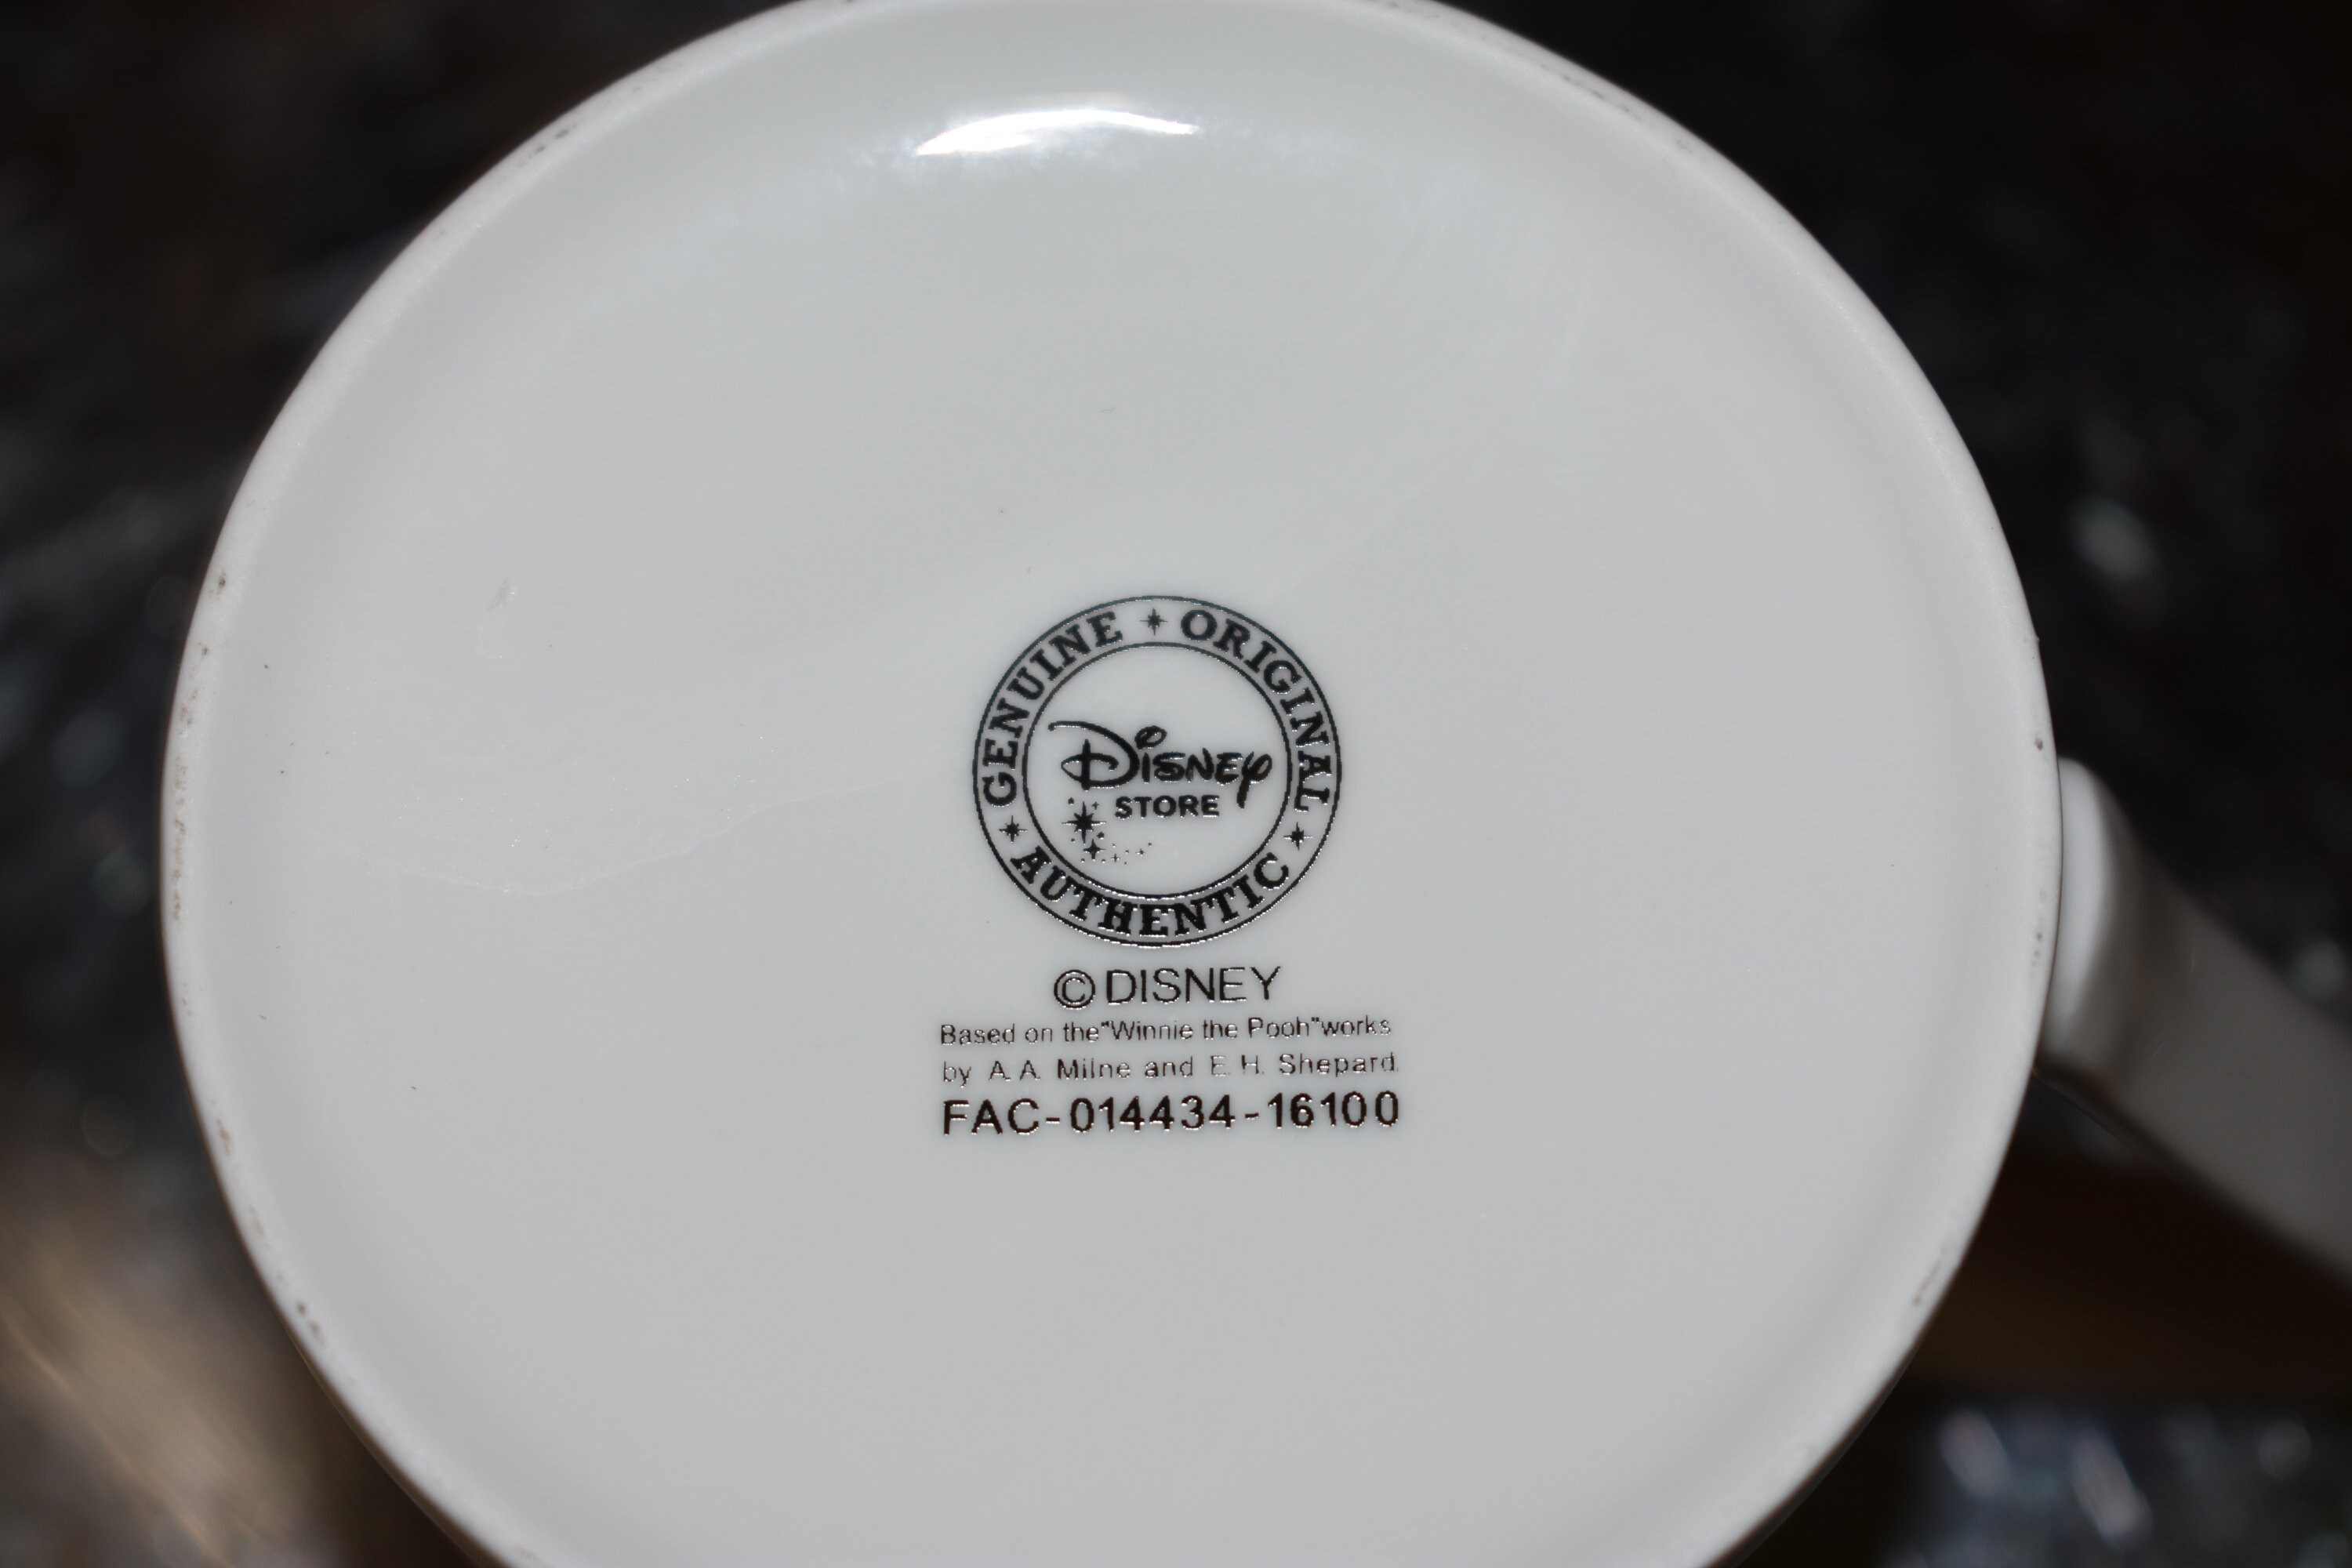 GENUINE ORIGINAL
Disney
STORE
AUTHENTIC
©DISNEY
Based on the"Winnie the Pooh"works
by A.A. Milne and E.H. Shepard.
FAC-014434-16100